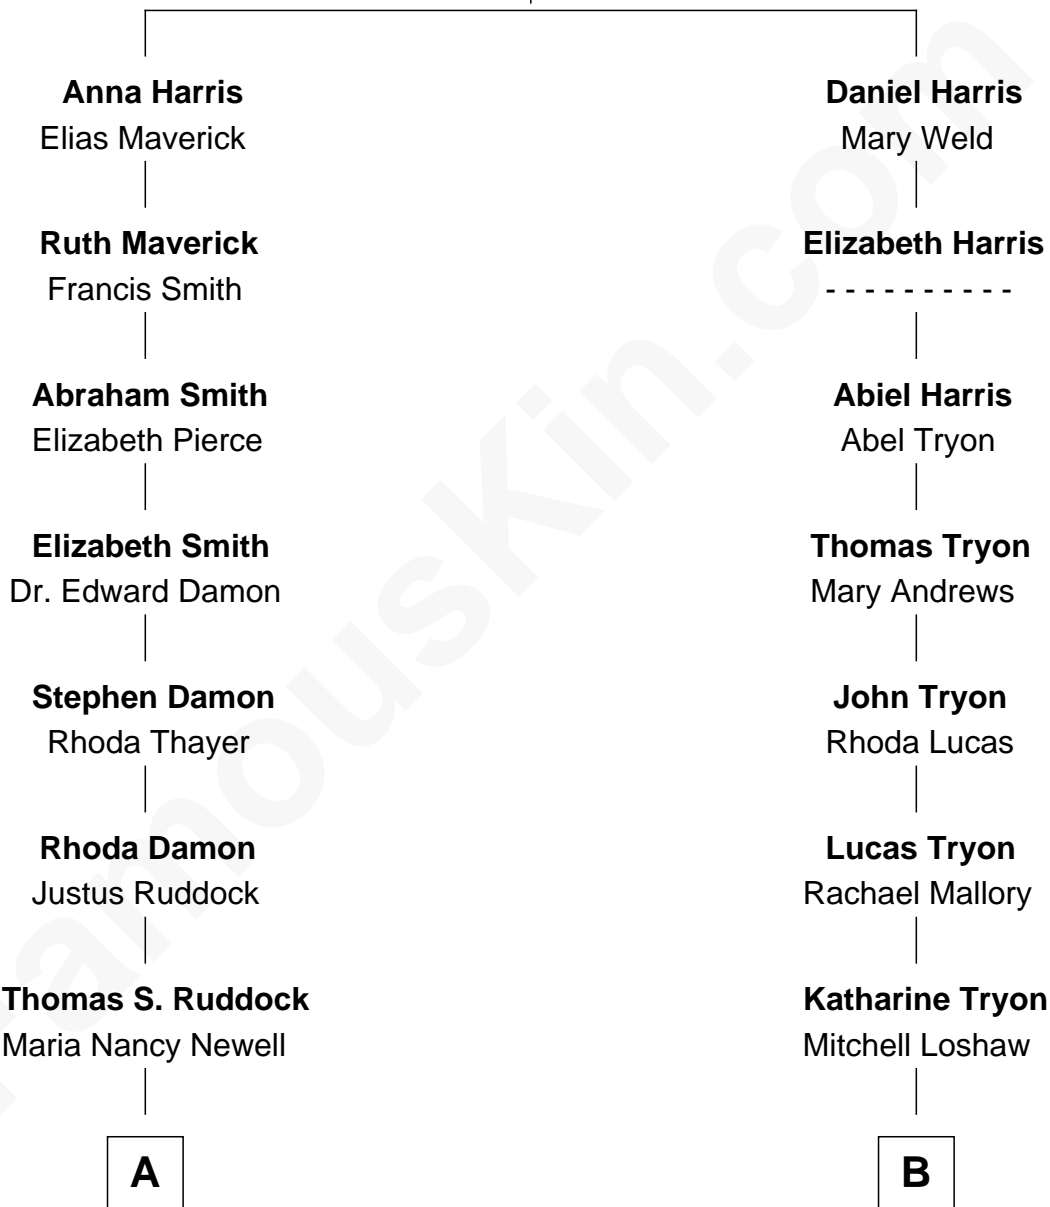 Anna Harris
Elias Maverick
Ruth Maverick
Francis Smith
Abraham Smith
Elizabeth Pierce
Elizabeth Smith
Dr. Edward Damon
Stephen Damon
Rhoda Thayer
Rhoda Damon
Justus Ruddock
Thomas S. Ruddock
Maria Nancy Newell
A
Daniel Harris
Mary Weld
Elizabeth Harris
- - - - - - - - - -
Abiel Harris
Abel Tryon
Thomas Tryon
Mary Andrews
John Tryon
Rhoda Lucas
Lucas Tryon
Rachael Mallory
Katharine Tryon
Mitchell Loshaw
B
FamousKin.com